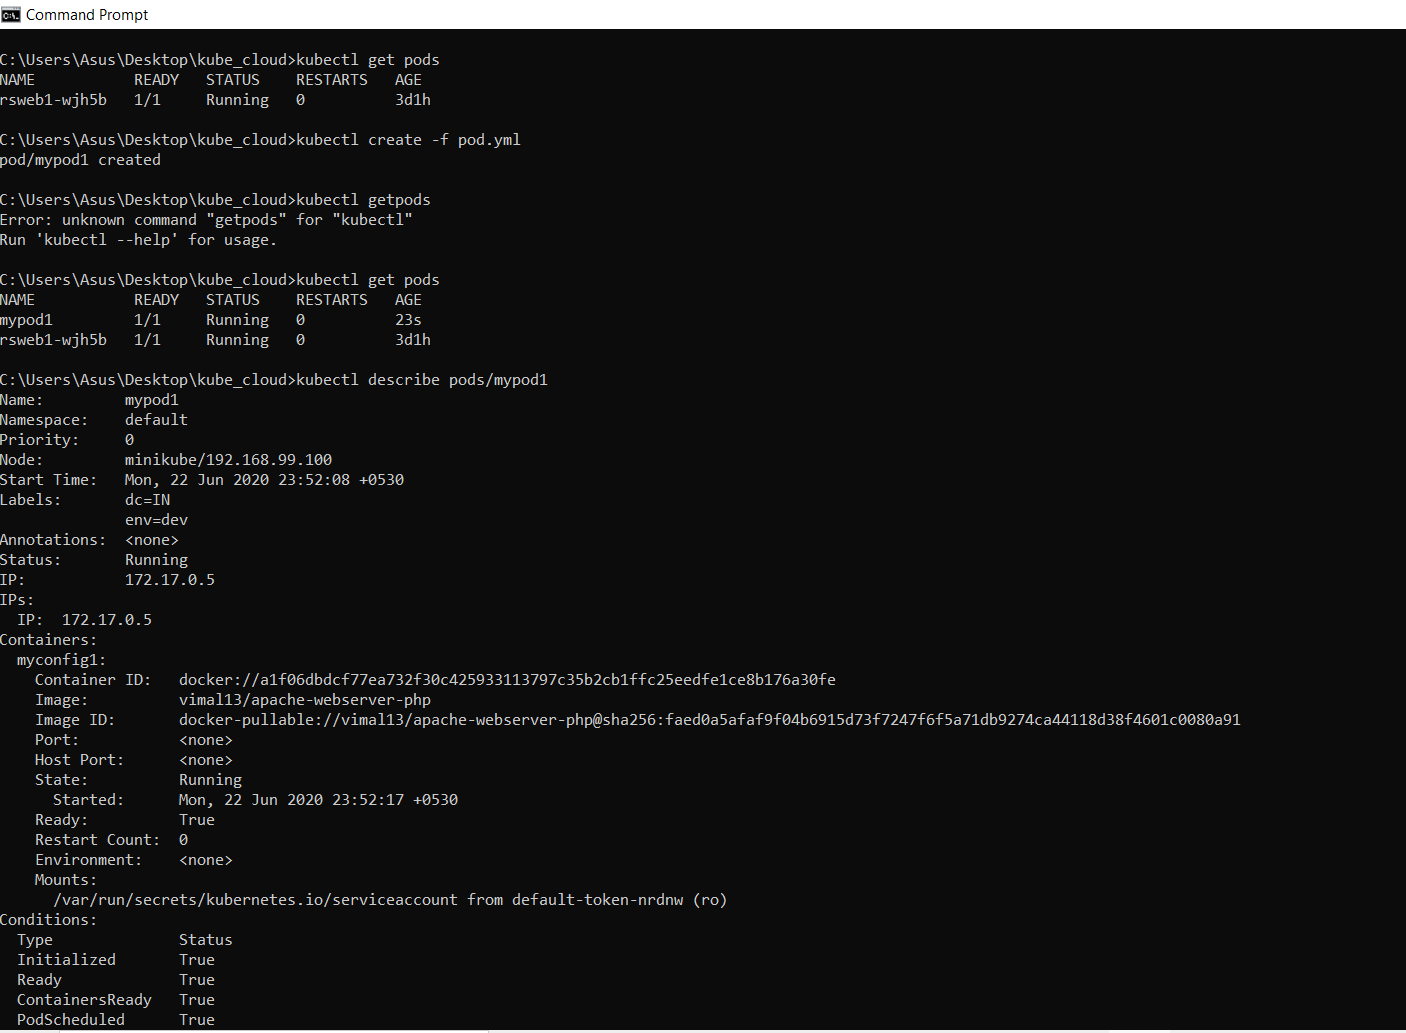 Command Prompt
C:\Users\Asus\Desktop\kube_cloud>kubectl get pods
NAME READY STATUS RESTARTS AGE
rsweb1-wjh5b 1/1 Running 0 3d1h
C:\Users\Asus\Desktop\kube_cloud>kubectl create -f pod.yml
pod/mypod1 created
C:\Users\Asus\Desktop\kube_cloud>kubectl getpods
Error: unknown command "getpods" for "kubectl"
Run 'kubectl --help' for usage.
C:\Users\Asus\Desktop\kube_cloud>kubectl get pods
NAME READY STATUS RESTARTS AGE
mypod1 1/1 Running 0 23s
rsweb1-wjh5b 1/1 Running 0 3d1h
C:\Users\Asus\Desktop\kube_cloud>kubectl describe pods/mypod1
Name: mypod1
Namespace: default
Priority: 0
Node: minikube/192.168.99.100
Start Time: Mon, 22 Jun 2020 23:52:08 +0530
Labels: dc=IN
env=dev
Annotations: <none>
Status: Running
IP: 172.17.0.5
IPs:
IP: 172.17.0.5
Containers:
myconfig1:
Container ID: docker://a1f06dbdcf77ea732f30c425933113797c35b2cb1ffc25eedfe1ce8b176a30fe
Image: vimal13/apache-webserver-php
Image ID: docker-pullable://vimal13/apache-webserver-php@sha256:faed0a5afaf9f04b6915d73f7247f6f5a71db9274ca44118d38f4601c0080a91
Port: <none>
Host Port: <none>
State: Running
Started: Mon, 22 Jun 2020 23:52:17 +0530
Ready: True
Restart Count: 0
Environment: <none>
Mounts:
/var/run/secrets/kubernetes.io/serviceaccount from default-token-nrdnw (ro)
Conditions:
Type Status
Initialized True
Ready True
ContainersReady True
PodScheduled True